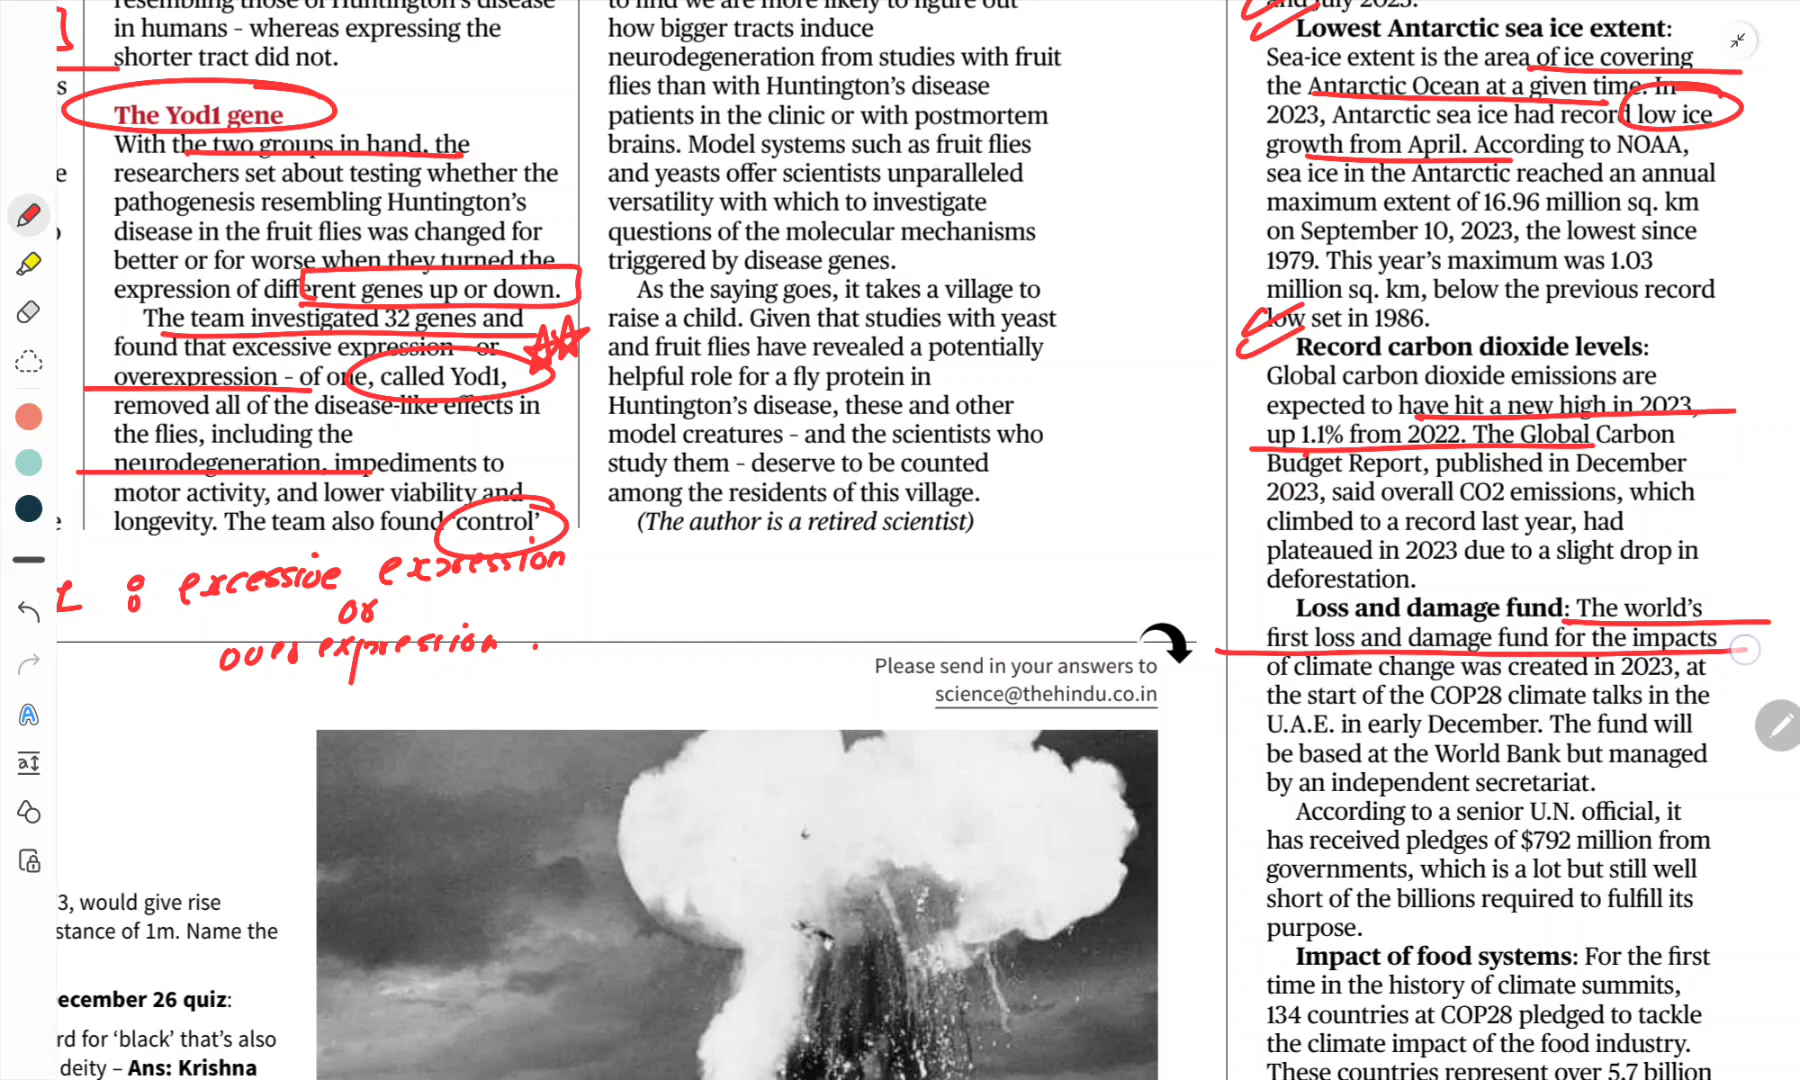 resembling those of Huntington's disease
in humans – whereas expressing the
shorter tract did not.
The Yod1 gene
With the two groups in hand, the
researchers set about testing whether the
pathogenesis resembling Huntington's
disease in the fruit flies was changed for
better or for worse when they turned the
expression of different genes up or down.
The team investigated 32 genes and
found that excessive expression – or
overexpression – of one, called Yod1,
removed all of the disease-like effects in
the flies, including the
neurodegeneration, impediments to
motor activity, and lower viability and
longevity. The team also found 'control'
: excessive expression
or
over expression.
to find we are more likely to figure out
how bigger tracts induce
neurodegeneration from studies with fruit
flies than with Huntington's disease
patients in the clinic or with postmortem
brains. Model systems such as fruit flies
and yeasts offer scientists unparalleled
versatility with which to investigate
questions of the molecular mechanisms
triggered by disease genes.
As the saying goes, it takes a village to
raise a child. Given that studies with yeast
and fruit flies have revealed a potentially
helpful role for a fly protein in
Huntington's disease, these and other
model creatures – and the scientists who
study them – deserve to be counted
among the residents of this village.
(The author is a retired scientist)
and July 2023.
Lowest Antarctic sea ice extent:
Sea-ice extent is the area of ice covering
the Antarctic Ocean at a given time. In
2023, Antarctic sea ice had record low ice
growth from April. According to NOAA,
sea ice in the Antarctic reached an annual
maximum extent of 16.96 million sq. km
on September 10, 2023, the lowest since
1979. This year's maximum was 1.03
million sq. km, below the previous record
low set in 1986.
Record carbon dioxide levels:
Global carbon dioxide emissions are
expected to have hit a new high in 2023,
up 1.1% from 2022. The Global Carbon
Budget Report, published in December
2023, said overall CO2 emissions, which
climbed to a record last year, had
plateaued in 2023 due to a slight drop in
deforestation.
Loss and damage fund: The world's
first loss and damage fund for the impacts
of climate change was created in 2023, at
the start of the COP28 climate talks in the
U.A.E. in early December. The fund will
be based at the World Bank but managed
by an independent secretariat.
According to a senior U.N. official, it
has received pledges of $792 million from
governments, which is a lot but still well
short of the billions required to fulfill its
purpose.
Impact of food systems: For the first
time in the history of climate summits,
134 countries at COP28 pledged to tackle
the climate impact of the food industry.
These countries represent over 5.7 billion
Please send in your answers to
science@thehindu.co.in
3, would give rise
stance of 1m. Name the
ecember 26 quiz:
rd for 'black' that's also
deity – Ans: Krishna